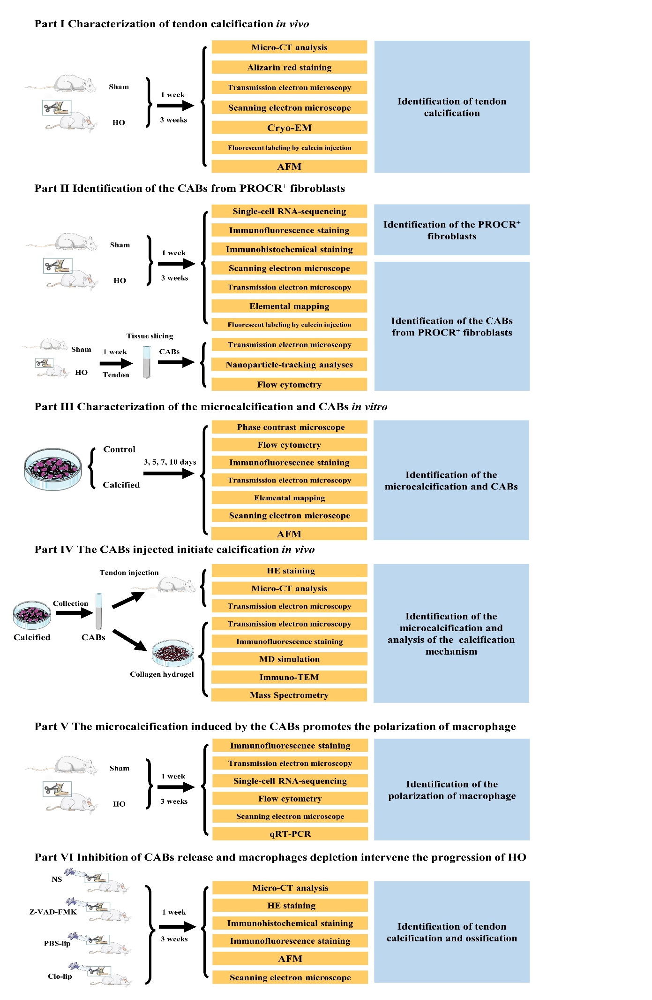 Part I Characterization of tendon calcification in vivo
Sham
HO
1 week
3 weeks
Micro-CT analysis
Alizarin red staining
Transmission electron microscopy
Scanning electron microscope
Cryo-EM
Fluorescent labeling by calcein injection
AFM
Identification of tendon
calcification
Part II Identification of the CABs from PROCR⁺ fibroblasts
Sham
HO
1 week
3 weeks
Single-cell RNA-sequencing
Immunofluorescence staining
Immunohistochemical staining
Scanning electron microscope
Transmission electron microscopy
Elemental mapping
Fluorescent labeling by calcein injection
Identification of the PROCR⁺
fibroblasts
Sham
HO
1 week
Tendon
Tissue slicing
CABs
Transmission electron microscopy
Nanoparticle-tracking analyses
Flow cytometry
Identification of the CABs
from PROCR⁺ fibroblasts
Part III Characterization of the microcalcification and CABs in vitro
Control
Calcified
3, 5, 7, 10 days
Phase contrast microscope
Flow cytometry
Immunofluorescence staining
Transmission electron microscopy
Elemental mapping
Scanning electron microscope
AFM
Identification of the
microcalcification and CABs
Part IV The CABs injected initiate calcification in vivo
Calcified
Collection
CABs
Tendon injection
Collagen hydrogel
HE staining
Micro-CT analysis
Transmission electron microscopy
Transmission electron microscopy
Immunofluorescence staining
MD simulation
Immuno-TEM
Mass Spectrometry
Identification of the
microcalcification and
analysis of the calcification
mechanism
Part V The microcalcification induced by the CABs promotes the polarization of macrophage
Sham
HO
1 week
3 weeks
Immunofluorescence staining
Transmission electron microscopy
Single-cell RNA-sequencing
Flow cytometry
Scanning electron microscope
qRT-PCR
Identification of the
polarization of macrophage
Part VI Inhibition of CABs release and macrophages depletion intervene the progression of HO
NS
Z-VAD-FMK
PBS-lip
Clo-lip
1 week
3 weeks
Micro-CT analysis
HE staining
Immunohistochemical staining
Immunofluorescence staining
AFM
Scanning electron microscope
Identification of tendon
calcification and ossification